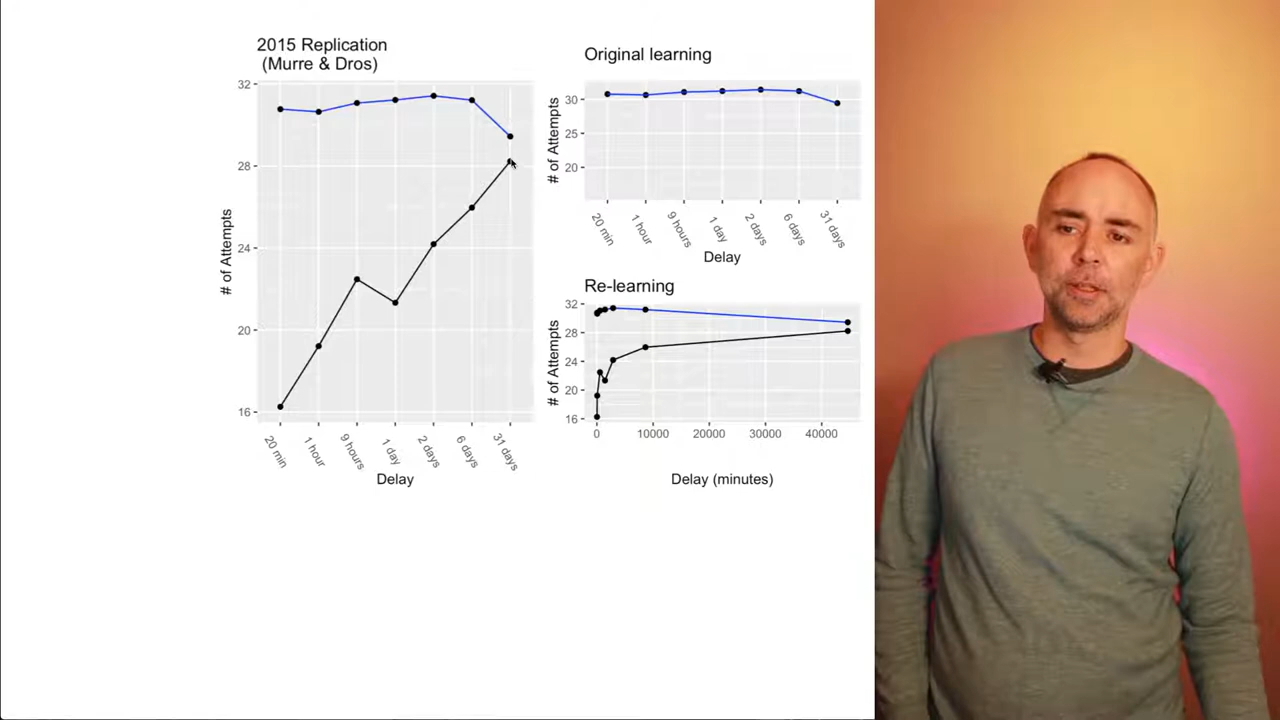 2015 Replication
(Murre & Dros)
32
28
24
20
16
# of Attempts
20 min
1 hour
9 hours
1 day
2 days
6 days
31 days
Delay
Original learning
30
25
20
# of Attempts
20 min
1 hour
9 hours
1 day
2 days
6 days
31 days
Delay
Re-learning
32
28
24
20
16
# of Attempts
0 10000 20000 30000 40000
Delay (minutes)